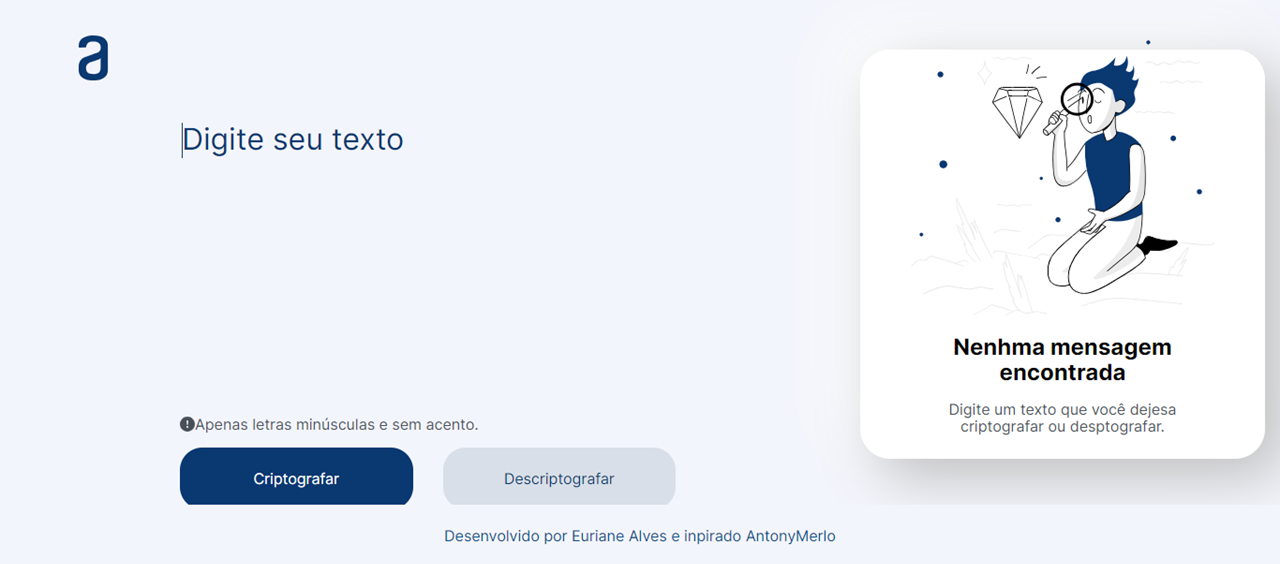 a
Digite seu texto
Nenhma mensagem
encontrada
Digite um texto que você dejesa
criptografar ou desptografar.
Apenas letras minúsculas e sem acento.
Criptografar
Descriptografar
Desenvolvido por Euriane Alves e inpirado AntonyMerlo